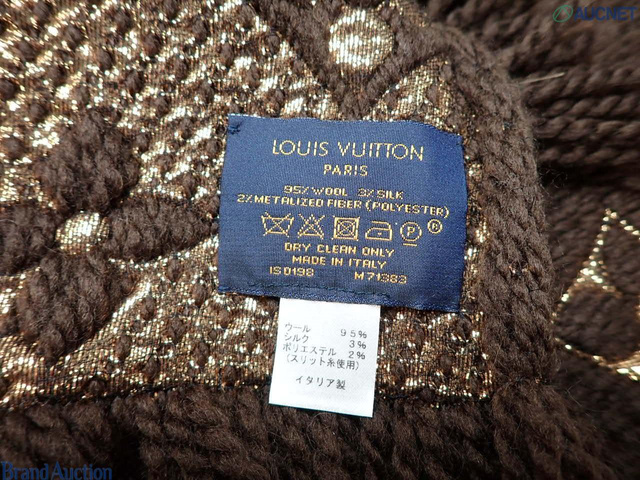 AUCNET
LOUIS VUITTON
PARIS
95% WOOL 3% SILK
2% METALIZED FIBER (POLYESTER)
P ®
DRY CLEAN ONLY
MADE IN ITALY
IS0198 M71383
ウール 95%
シルク 3%
ポリエステル 2%
(スリット糸使用)
イタリア製
Brand Auction